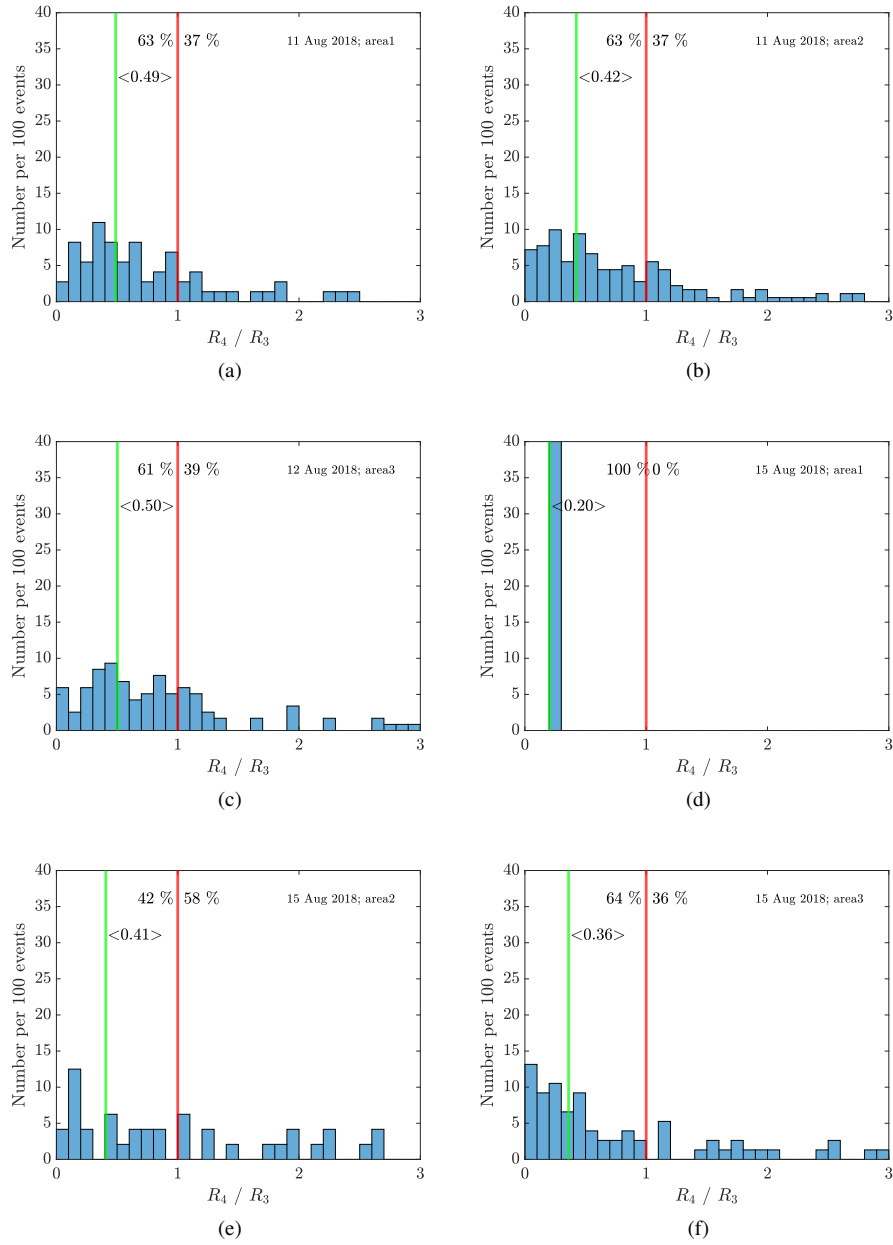 40
35
30
25
20
15
10
5
0
Number per 100 events
63 % 37 %
11 Aug 2018; area1
<0.49>
0 1 2 3
R₄ / R₃
(a)
40
35
30
25
20
15
10
5
0
Number per 100 events
63 % 37 %
11 Aug 2018; area2
<0.42>
0 1 2 3
R₄ / R₃
(b)
40
35
30
25
20
15
10
5
0
Number per 100 events
61 % 39 %
12 Aug 2018; area3
<0.50>
0 1 2 3
R₄ / R₃
(c)
40
35
30
25
20
15
10
5
0
Number per 100 events
100 % 0 %
15 Aug 2018; area1
<0.20>
0 1 2 3
R₄ / R₃
(d)
40
35
30
25
20
15
10
5
0
Number per 100 events
42 % 58 %
15 Aug 2018; area2
<0.41>
0 1 2 3
R₄ / R₃
(e)
40
35
30
25
20
15
10
5
0
Number per 100 events
64 % 36 %
15 Aug 2018; area3
<0.36>
0 1 2 3
R₄ / R₃
(f)